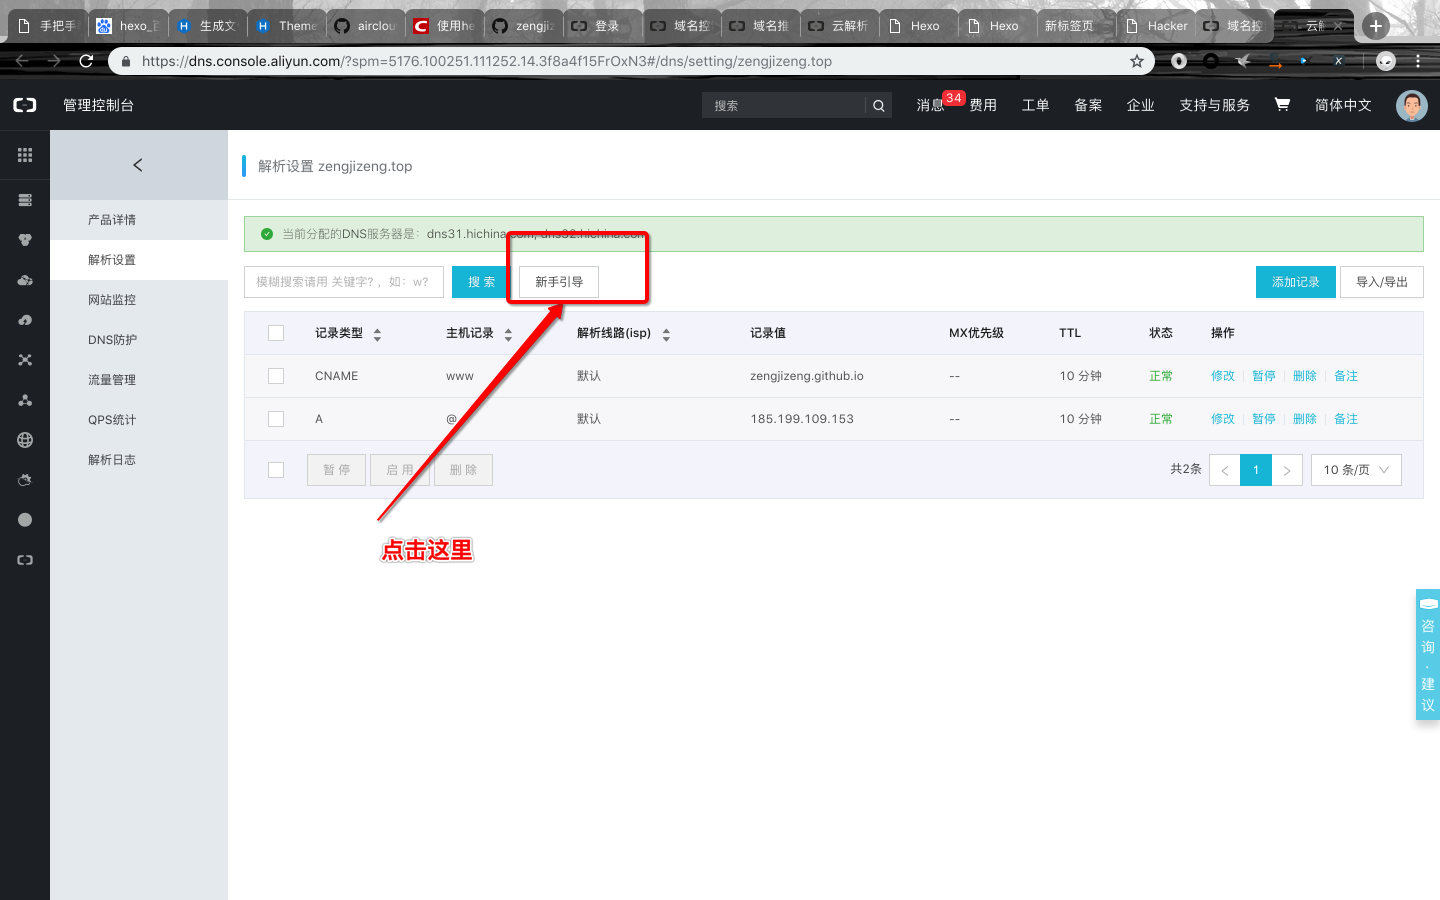 手把手
hexo_百
生成文
Theme
airclou
使用he
zengjiz
登录
域名控
域名推
云解析
Hexo
Hexo
新标签页
Hacker
域名控
云解
https://dns.console.aliyun.com/?spm=5176.100251.111252.14.3f8a4f15FrOxN3#/dns/setting/zengjizeng.top
管理控制台
搜索
消息
34
费用
工单
备案
企业
支持与服务
简体中文
解析设置 zengjizeng.top
产品详情
解析设置
网站监控
DNS防护
流量管理
QPS统计
解析日志
当前分配的DNS服务器是：dns31.hichina.com, dns32.hichina.com
模糊搜索请用 关键字?，如：w?
搜 索
新手引导
添加记录
导入/导出
记录类型 主机记录 解析线路(isp) 记录值 MX优先级 TTL 状态 操作
CNAME www 默认 zengjizeng.github.io -- 10 分钟 正常 修改 暂停 删除 备注
A @ 默认 185.199.109.153 -- 10 分钟 正常 修改 暂停 删除 备注
暂 停 启 用 删 除
共2条 < 1 > 10 条/页
点击这里
咨询·建议